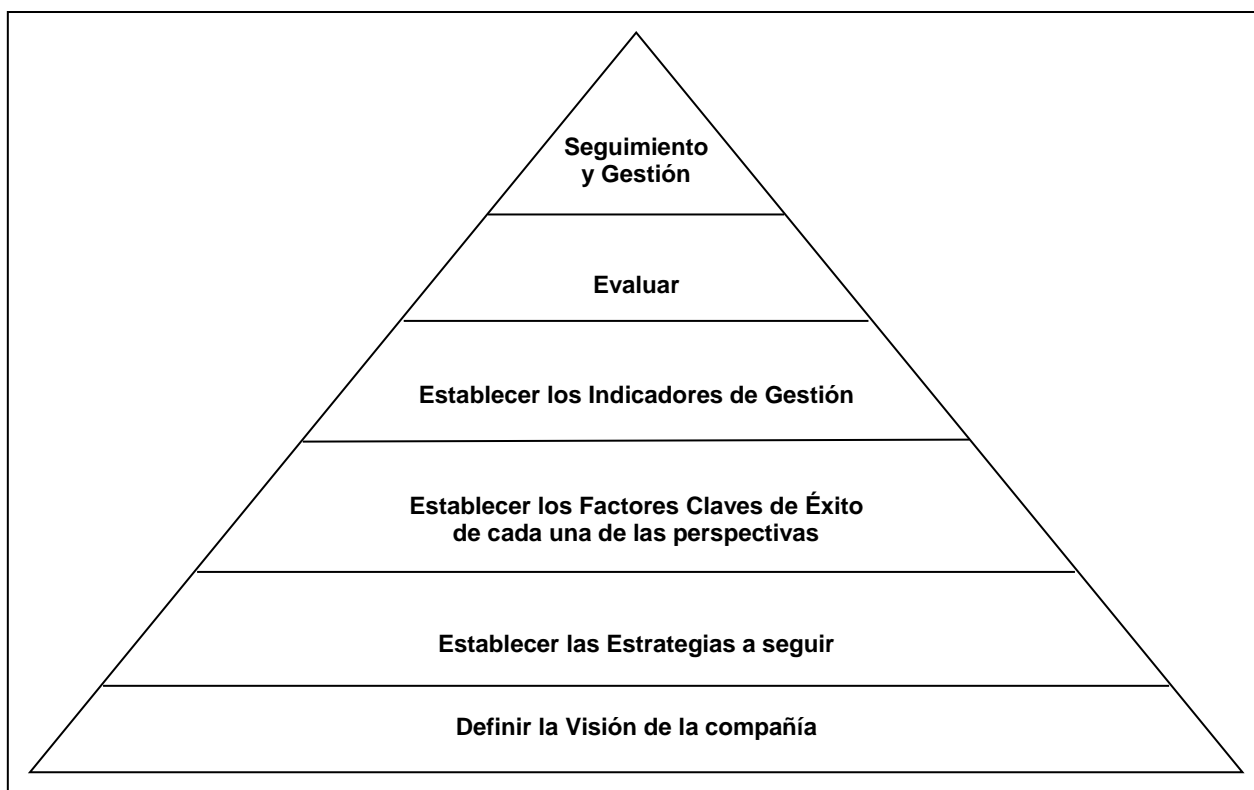 Seguimiento
y Gestión
Evaluar
Establecer los Indicadores de Gestión
Establecer los Factores Claves de Éxito
de cada una de las perspectivas
Establecer las Estrategias a seguir
Definir la Visión de la compañía